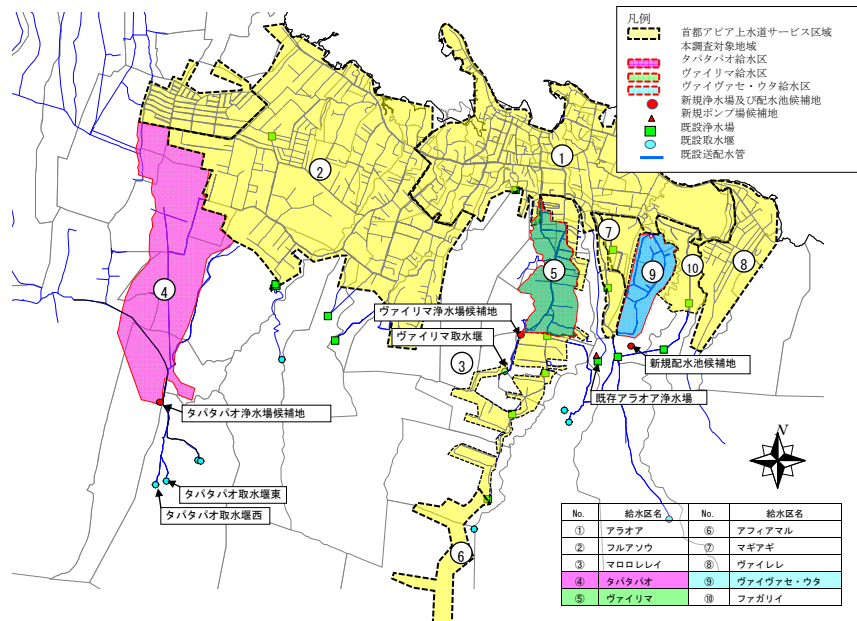 凡例
首都アピア上水道サービス区域
本調査対象地域
タパタパオ給水区
ヴァイリマ給水区
ヴァイヴァセ・ウタ給水区
新規浄水場及び配水池候補地
新規ポンプ場候補地
既設浄水場
既設取水堰
既設送配水管
①
②
⑦
⑤
⑨
⑩
⑧
④
ヴァイリマ浄水場候補地
ヴァイリマ取水堰
③
新規配水池候補地
既存アラオア浄水場
タパタパオ浄水場候補地
タパタパオ取水堰東
タパタパオ取水堰西
⑥
N
No. 給水区名 No. 給水区名
① アラオア ⑥ アフィアマル
② フルアソウ ⑦ マギアギ
③ マロロレレイ ⑧ ヴァイレレ
④ タパタパオ ⑨ ヴァイヴァセ・ウタ
⑤ ヴァイリマ ⑩ ファガリイ